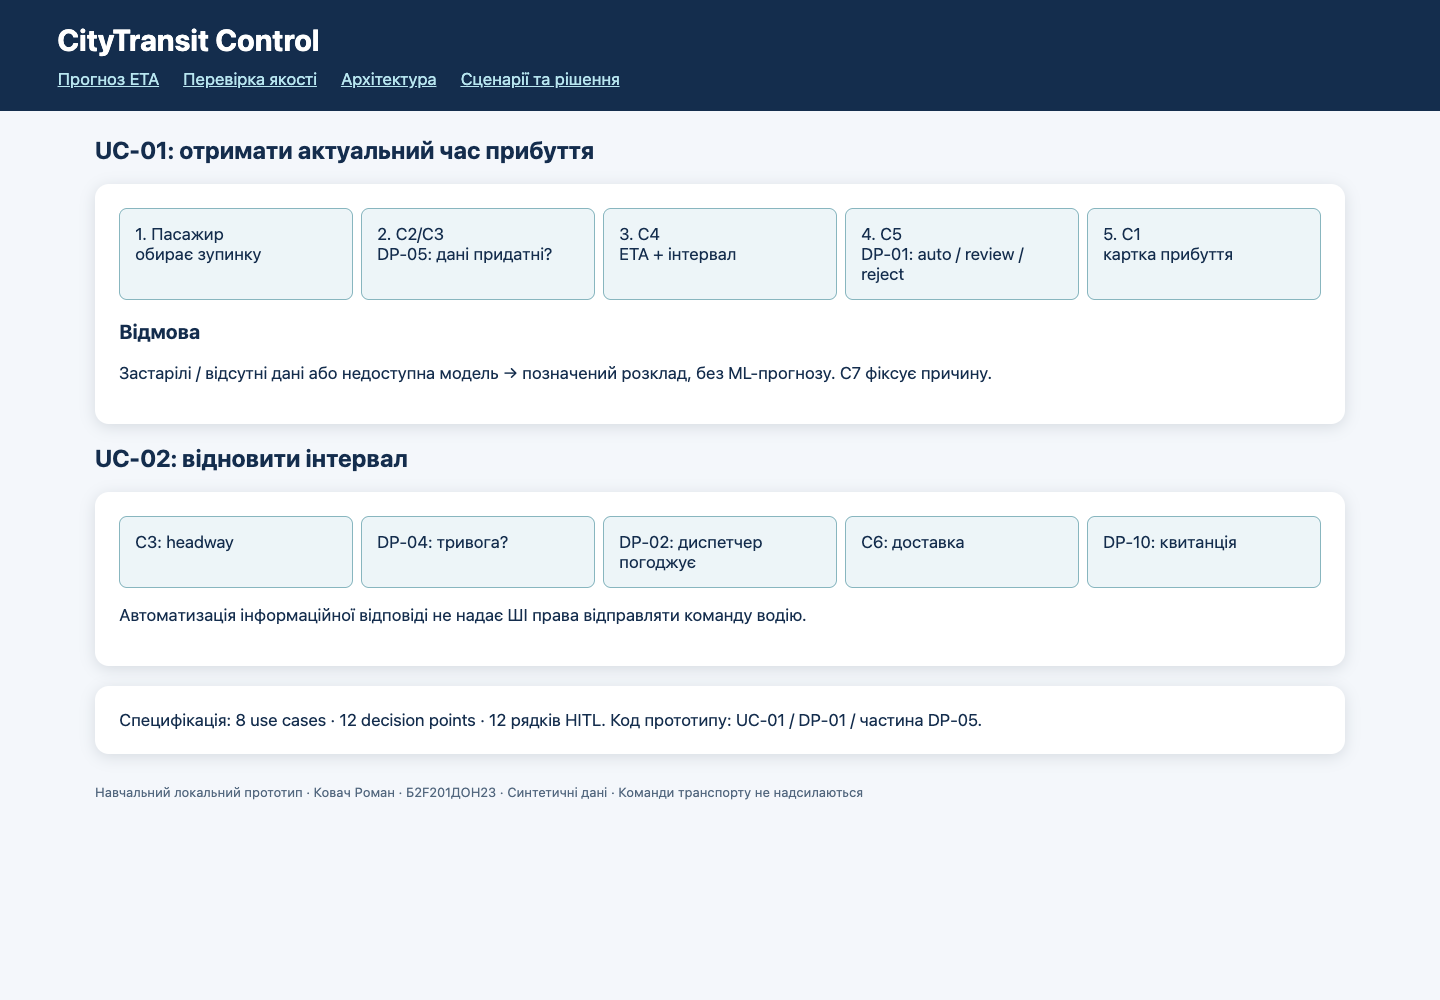 CityTransit Control
Прогноз ETA Перевірка якості Архітектура Сценарії та рішення
UC-01: отримати актуальний час прибуття
1. Пасажир
обирає зупинку
2. C2/C3
DP-05: дані придатні?
3. C4
ETA + інтервал
4. C5
DP-01: auto / review /
reject
5. C1
картка прибуття
Відмова
Застарілі / відсутні дані або недоступна модель → позначений розклад, без ML-прогнозу. C7 фіксує причину.
UC-02: відновити інтервал
C3: headway
DP-04: тривога?
DP-02: диспетчер
погоджує
C6: доставка
DP-10: квитанція
Автоматизація інформаційної відповіді не надає ШІ права відправляти команду водію.
Специфікація: 8 use cases · 12 decision points · 12 рядків HITL. Код прототипу: UC-01 / DP-01 / частина DP-05.
Навчальний локальний прототип · Ковач Роман · Б2F201ДОН23 · Синтетичні дані · Команди транспорту не надсилаються